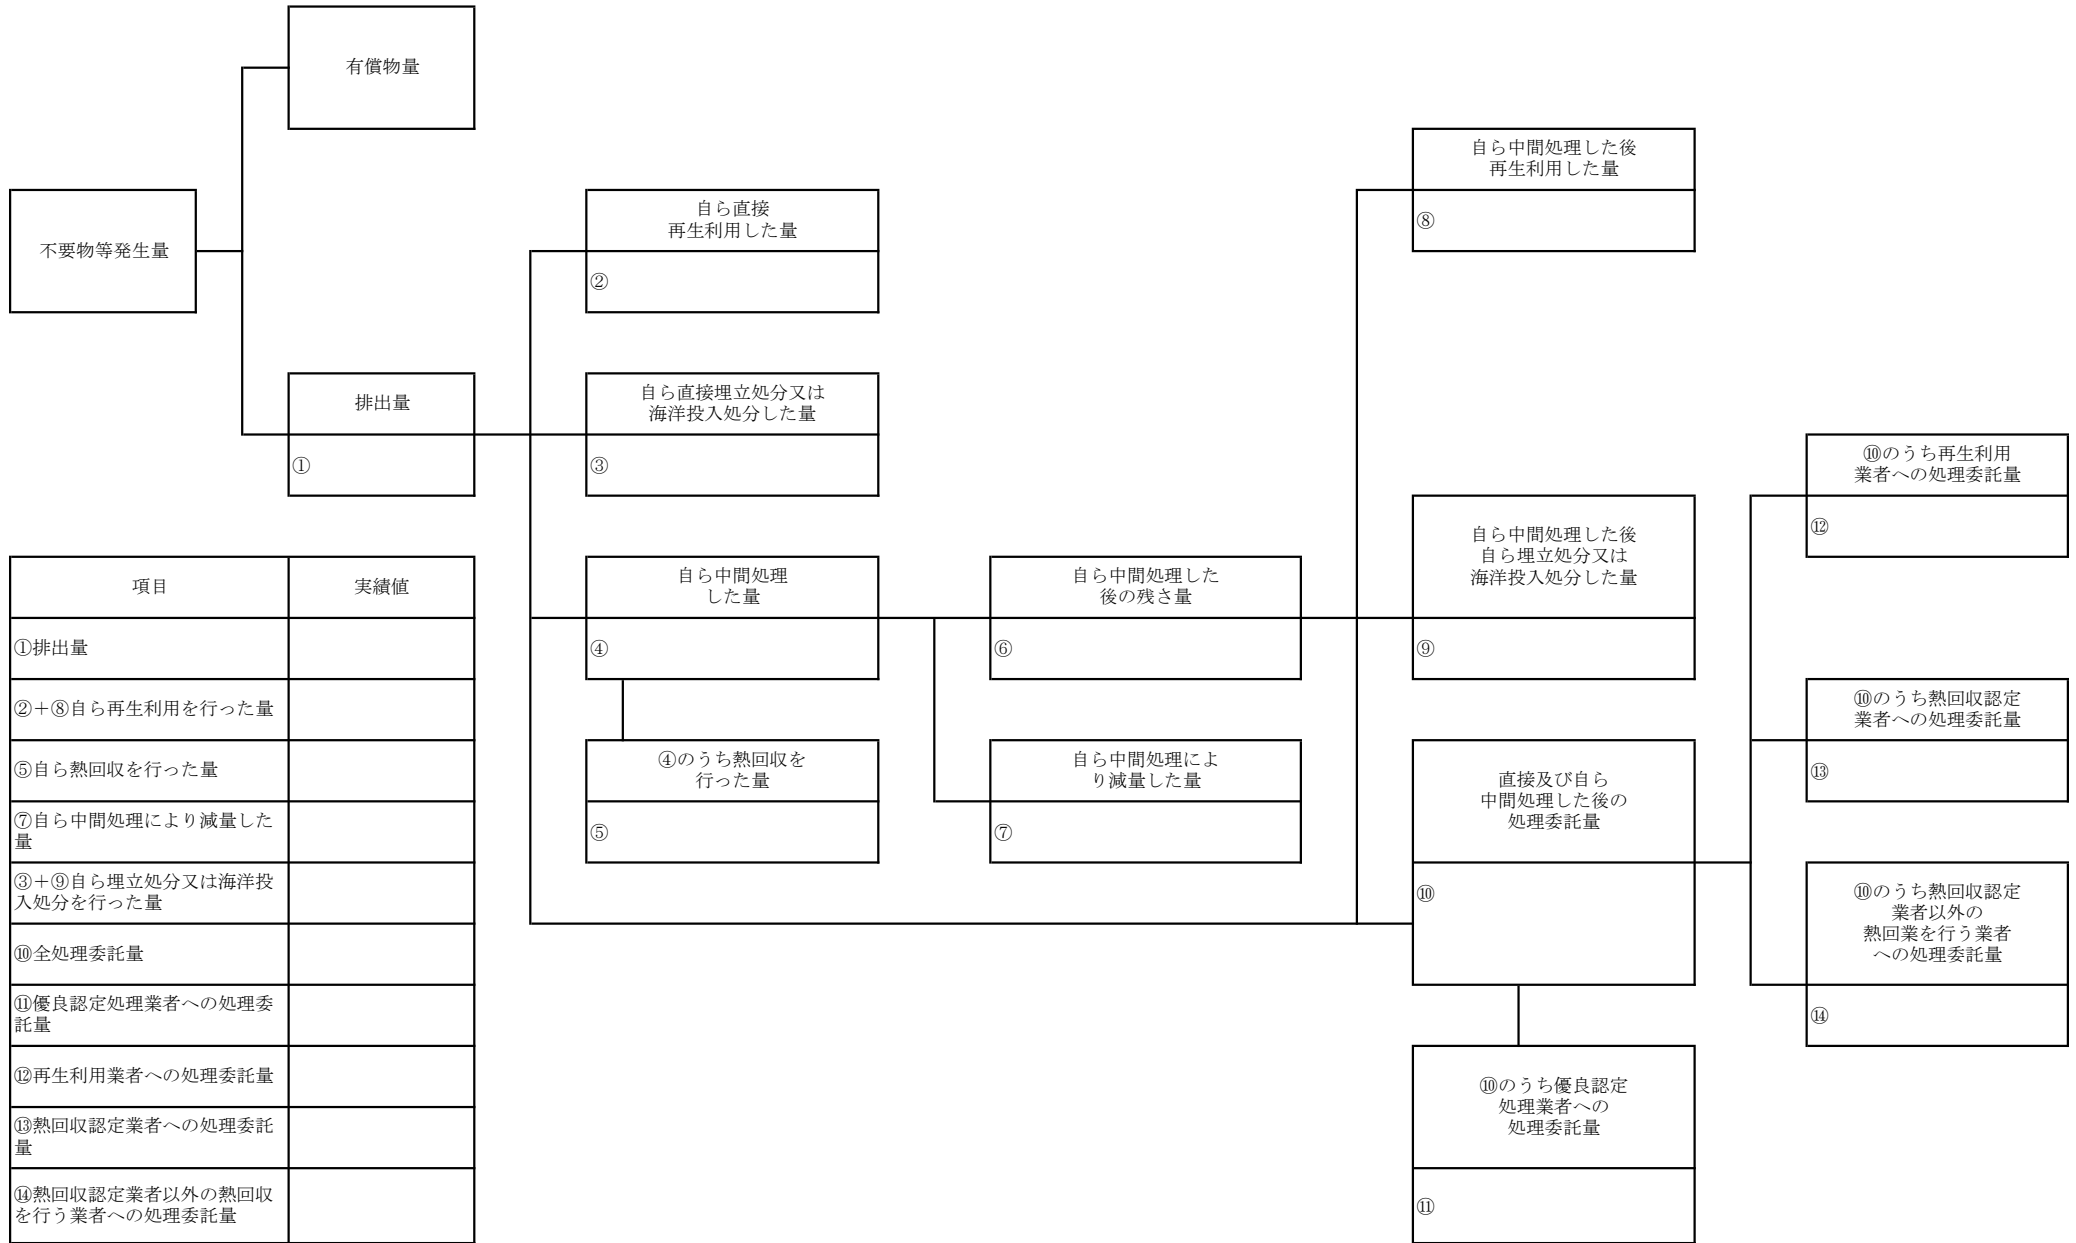 有償物量
不要物等発生量
排出量
①
自ら直接
再生利用した量
②
自ら直接埋立処分又は
海洋投入処分した量
③
自ら中間処理
した量
④
④のうち熱回収を
行った量
⑤
自ら中間処理した
後の残さ量
⑥
自ら中間処理によ
り減量した量
⑦
自ら中間処理した後
再生利用した量
⑧
自ら中間処理した後
自ら埋立処分又は
海洋投入処分した量
⑨
直接及び自ら
中間処理した後の
処理委託量
⑩
⑩のうち優良認定
処理業者への
処理委託量
⑪
⑩のうち再生利用
業者への処理委託量
⑫
⑩のうち熱回収認定
業者への処理委託量
⑬
⑩のうち熱回収認定
業者以外の
熱回業を行う業者
への処理委託量
⑭
項目
実績値
①排出量
②＋⑧自ら再生利用を行った量
⑤自ら熱回収を行った量
⑦自ら中間処理により減量した
量
③＋⑨自ら埋立処分又は海洋投
入処分を行った量
⑩全処理委託量
⑪優良認定処理業者への処理委
託量
⑫再生利用業者への処理委託量
⑬熱回収認定業者への処理委託
量
⑭熱回収認定業者以外の熱回収
を行う業者への処理委託量